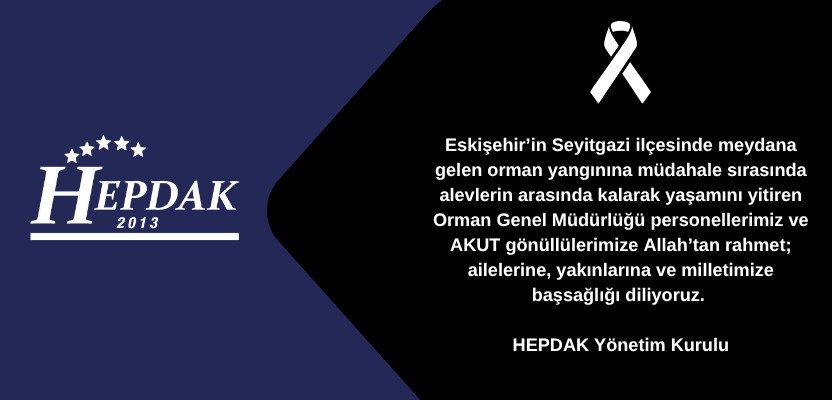 HEPDAK
2013
Eskişehir’in Seyitgazi ilçesinde meydana
gelen orman yangınına müdahale sırasında
alevlerin arasında kalarak yaşamını yitiren
Orman Genel Müdürlüğü personellerimiz ve
AKUT gönüllülerimize Allah’tan rahmet;
ailelerine, yakınlarına ve milletimize
başsağlığı diliyoruz.
HEPDAK Yönetim Kurulu